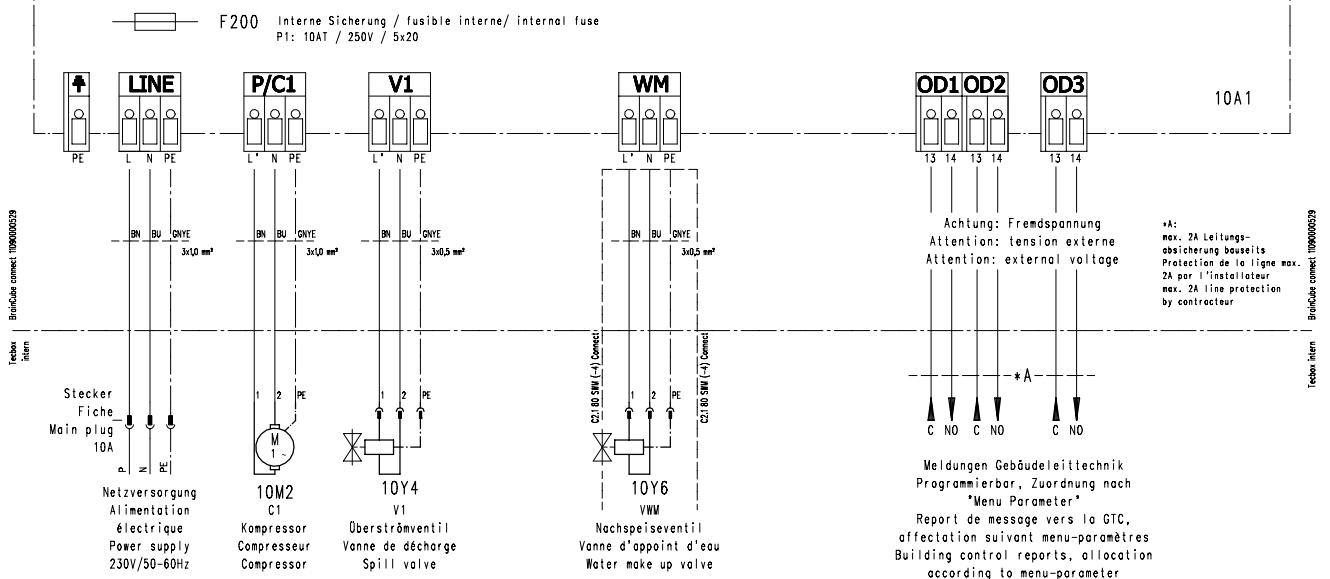 F200 Interne Sicherung / fusible interne/ internal fuse
P1: 10AT / 250V / 5x20
LINE P/C1 V1 WM OD1 OD2 OD3
10A1
PE L N PE L' N PE L' N PE L' N PE 13 14 13 14 13 14
BN BU GNYE BN BU GNYE BN BU GNYE
3x1,0 mm² 3x1,0 mm² 3x0,5 mm² 3x0,5 mm²
Achtung: Fremdspannung
Attention: tension externe
Attention: external voltage
*A:
max. 2A Leitungs-
absicherung bauseits
Protection de la ligne max.
2A par l'installateur
max. 2A line protection
by contracteur
BrainCube connect 11090000529
BrainCube connect 11090000529
Tecbox
intern
Tecbox intern
C2.1 80 SWM (-4) Connect
C2.1 80 SWM (-4) Connect
*A
1 2 PE 1 2 PE 1 2 PE
C NO C NO C NO
Stecker
Fiche
Main plug
10A
P N PE
M
1 ~
Netzversorgung
Alimentation
électrique
Power supply
230V/50-60Hz
10M2
C1
Kompressor
Compresseur
Compressor
10Y4
V1
Überströmventil
Vanne de décharge
Spill valve
10Y6
VWM
Nachspeiseventil
Vanne d'appoint d'eau
Water make up valve
Meldungen Gebäudeleittechnik
Programmierbar, Zuordnung nach
"Menu Parameter"
Report de message vers la GTC,
affectation suivant menu-paramètres
Building control reports, allocation
according to menu-parameter